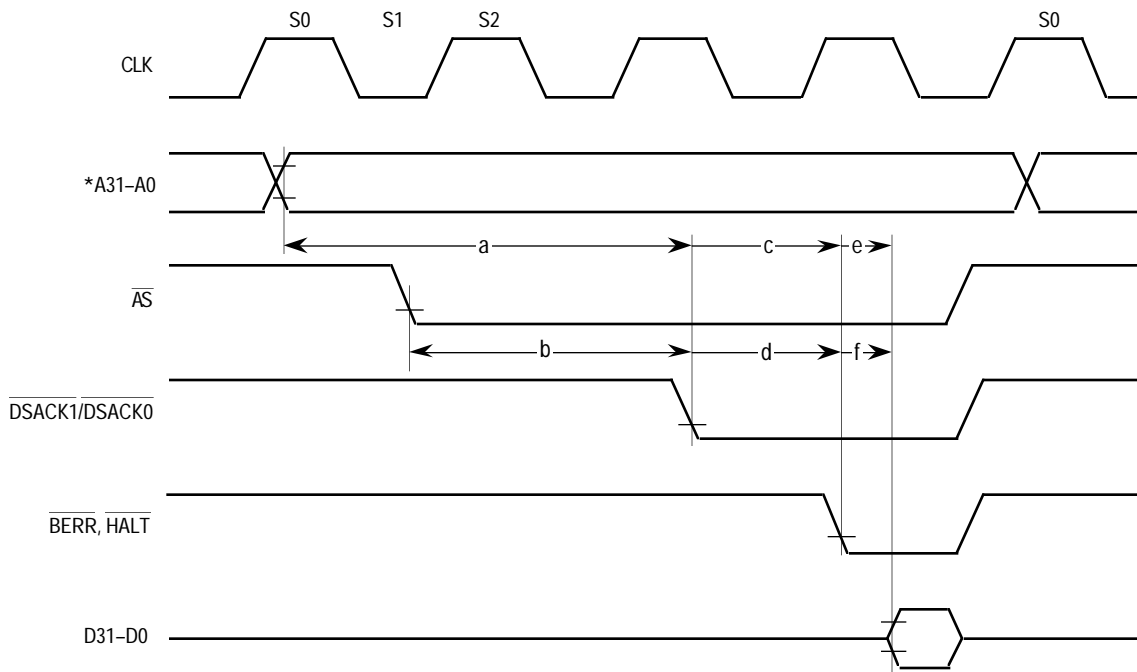 S0 S1 S2 S0
CLK
*A31–A0
a c e
AS
b d f
DSACK1/DSACK0
BERR, HALT
D31–D0